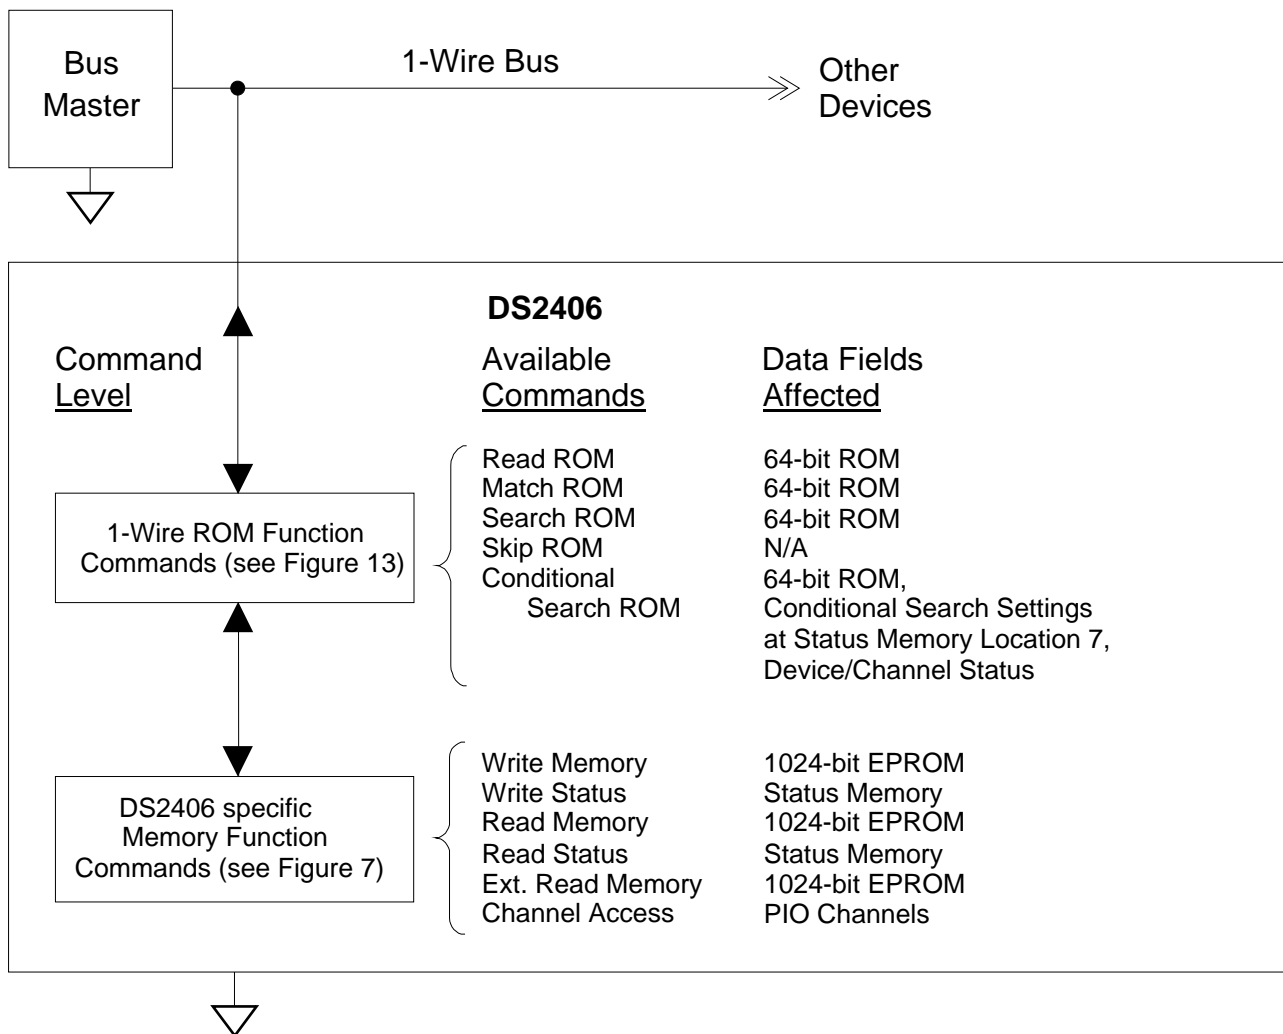 Bus
Master
1-Wire Bus
Other
Devices
DS2406
Command
Level
Available
Commands
Data Fields
Affected
1-Wire ROM Function
Commands (see Figure 13)
Read ROM 64-bit ROM
Match ROM 64-bit ROM
Search ROM 64-bit ROM
Skip ROM N/A
Conditional 64-bit ROM,
Search ROM Conditional Search Settings
at Status Memory Location 7,
Device/Channel Status
DS2406 specific
Memory Function
Commands (see Figure 7)
Write Memory 1024-bit EPROM
Write Status Status Memory
Read Memory 1024-bit EPROM
Read Status Status Memory
Ext. Read Memory 1024-bit EPROM
Channel Access PIO Channels